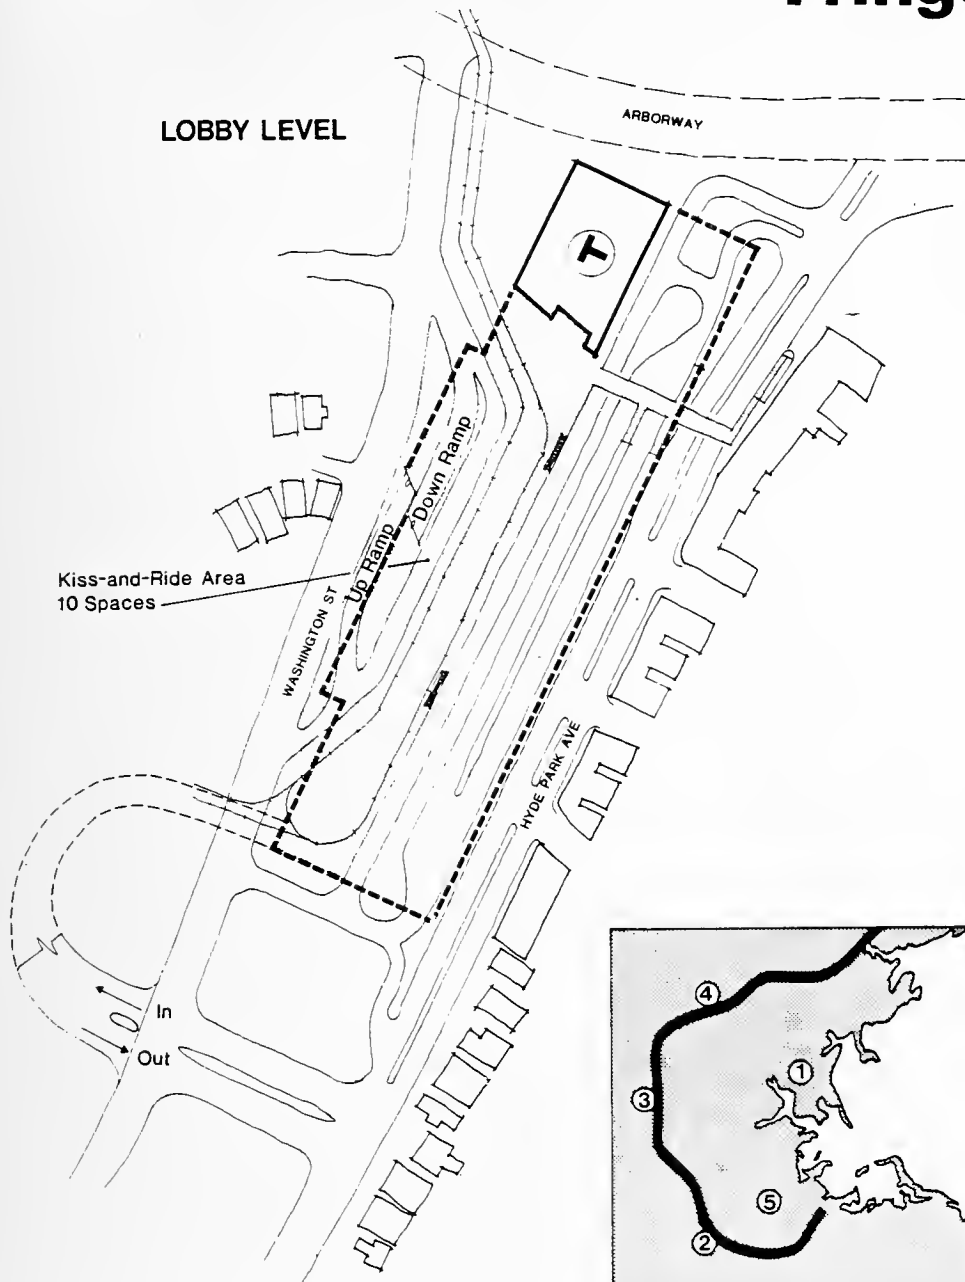 LOBBY LEVEL
ARBORWAY
T
Down Ramp
Up Ramp
Kiss-and-Ride Area
10 Spaces
WASHINGTON ST
HYDE PARK AVE
In
Out
4
1
3
5
2